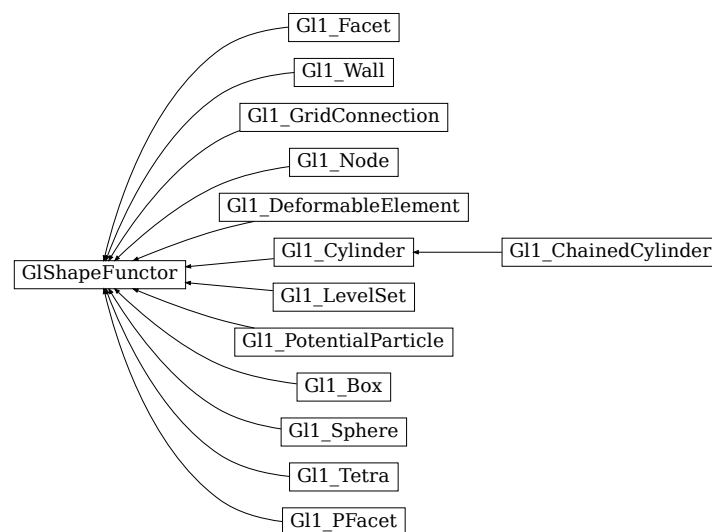 Gl1_Facet
Gl1_Wall
Gl1_GridConnection
Gl1_Node
Gl1_DeformableElement
Gl1_Cylinder
Gl1_ChainedCylinder
GlShapeFunctor
Gl1_LevelSet
Gl1_PotentialParticle
Gl1_Box
Gl1_Sphere
Gl1_Tetra
Gl1_PFacet